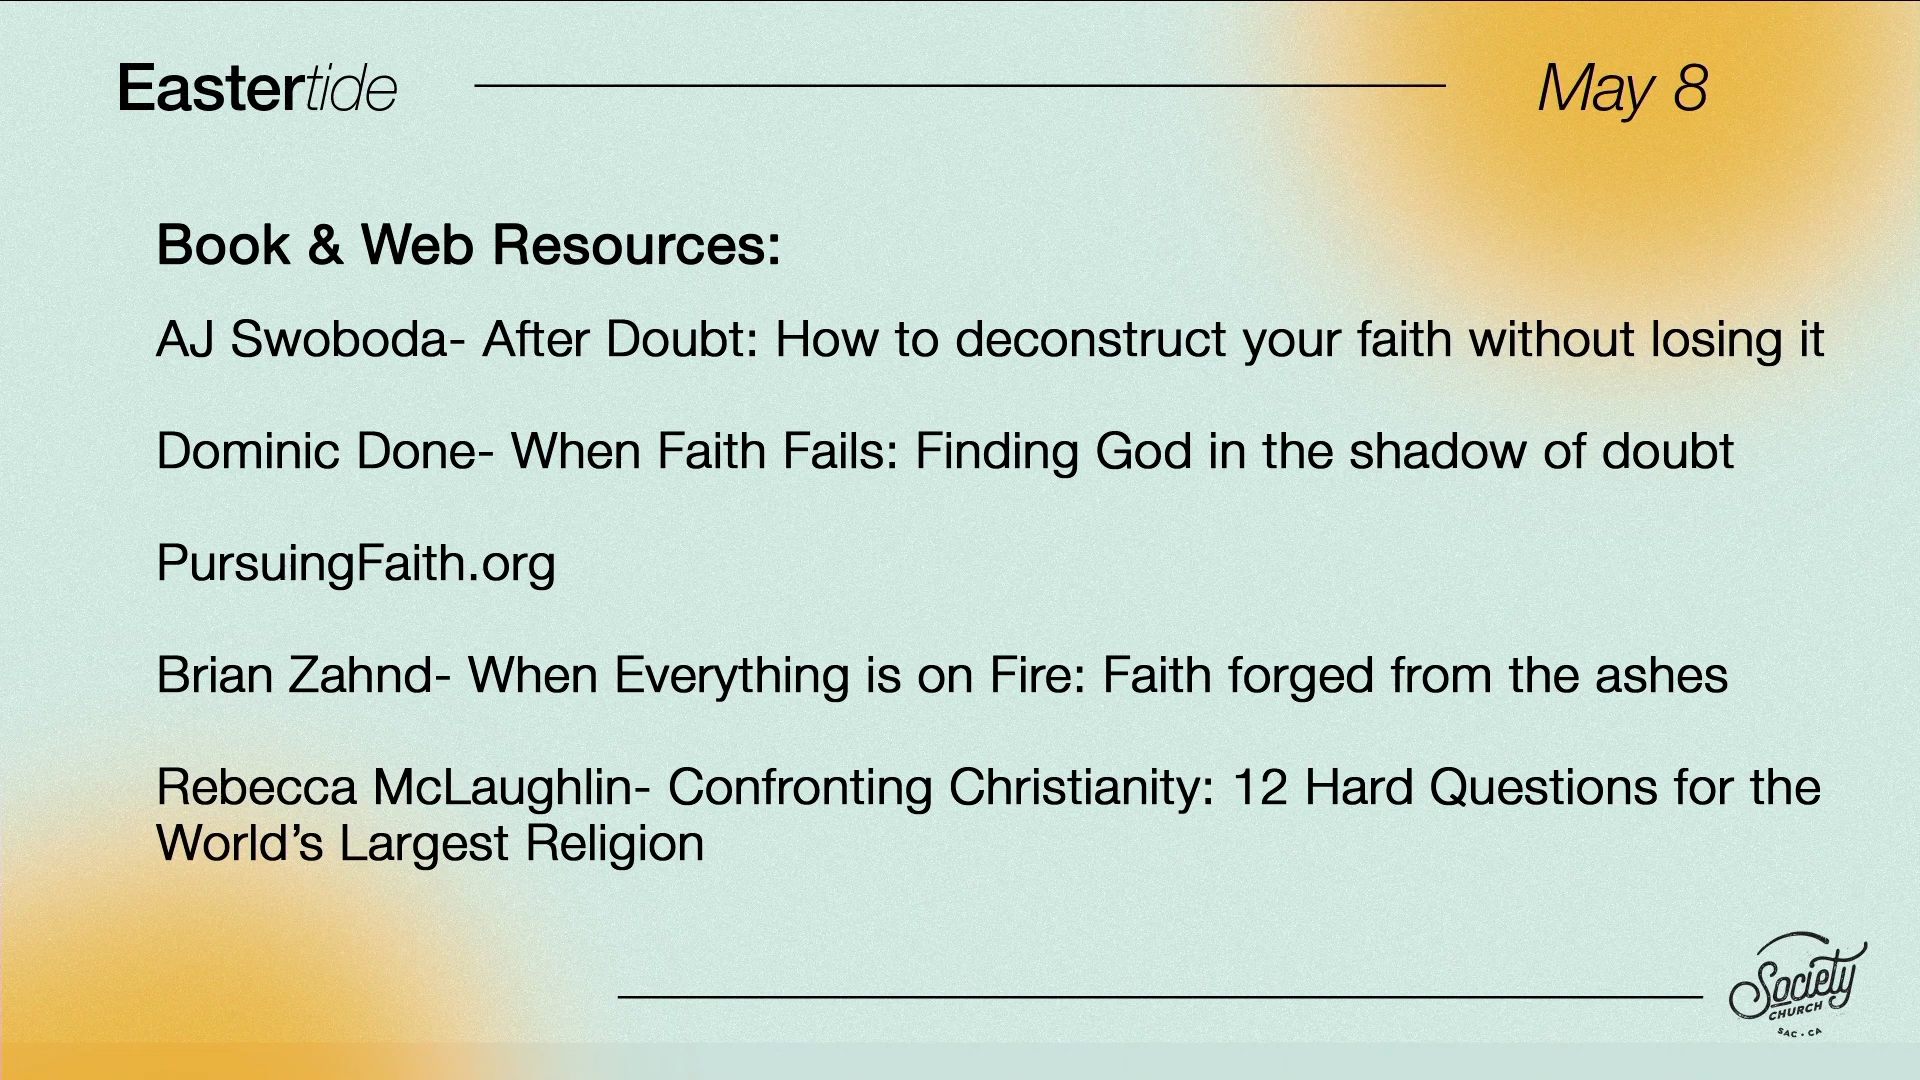 Eastertide
May 8
Book & Web Resources:
AJ Swoboda- After Doubt: How to deconstruct your faith without losing it
Dominic Done- When Faith Fails: Finding God in the shadow of doubt
PursuingFaith.org
Brian Zahnd- When Everything is on Fire: Faith forged from the ashes
Rebecca McLaughlin- Confronting Christianity: 12 Hard Questions for the
World’s Largest Religion
Society
CHURCH
SAC . CA